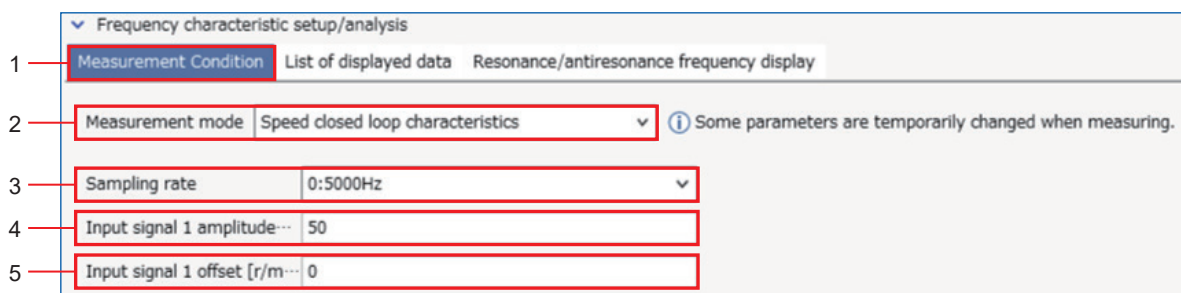 Frequency characteristic setup/analysis
1 Measurement Condition List of displayed data Resonance/antiresonance frequency display
2 Measurement mode Speed closed loop characteristics Some parameters are temporarily changed when measuring.
3 Sampling rate 0:5000Hz
4 Input signal 1 amplitude··· 50
5 Input signal 1 offset [r/m··· 0